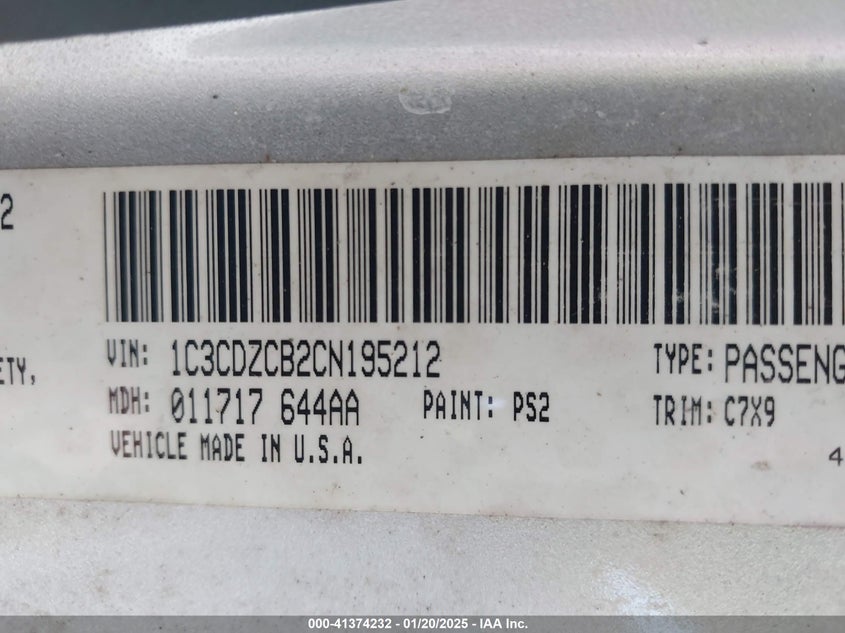 2
ETY,
VIN: 1C3CDZCB2CN195212
TYPE: PASSENG
MDH: 011717 644AA PAINT: PS2
TRIM: C7X9
VEHICLE MADE IN U.S.A.
4
000-41374232 - 01/20/2025 - IAA Inc.